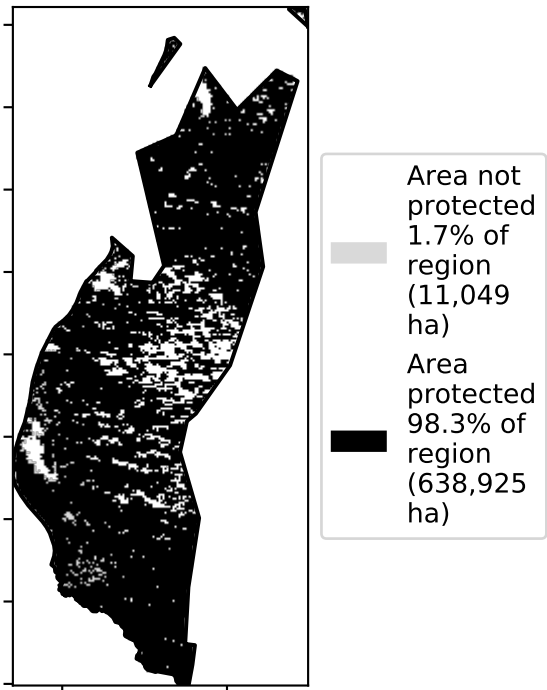 Area not
protected
1.7% of
region
(11,049
ha)
Area
protected
98.3% of
region
(638,925
ha)